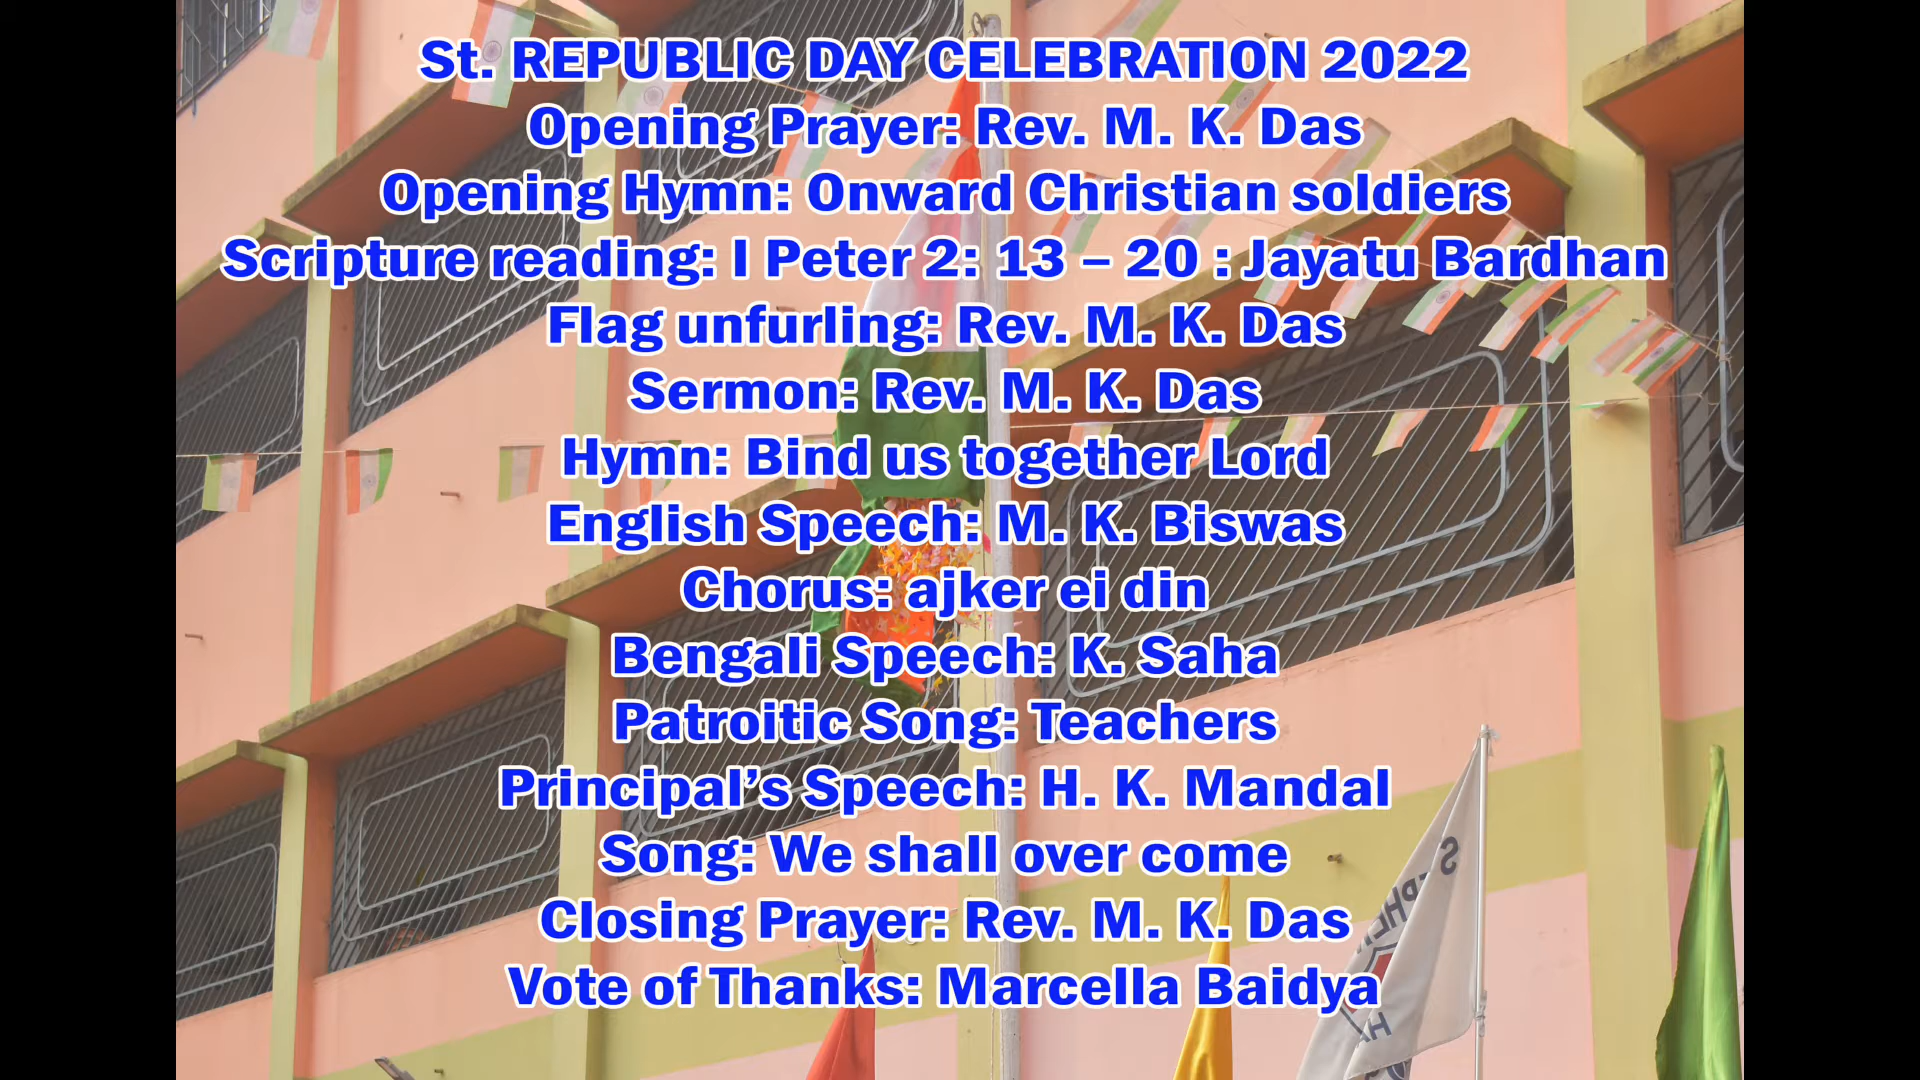 St. REPUBLIC DAY CELEBRATION 2022
Opening Prayer: Rev. M. K. Das
Opening Hymn: Onward Christian soldiers
Scripture reading: I Peter 2: 13 – 20 : Jayatu Bardhan
Flag unfurling: Rev. M. K. Das
Sermon: Rev. M. K. Das
Hymn: Bind us together Lord
English Speech: M. K. Biswas
Chorus: ajker ei din
Bengali Speech: K. Saha
Patroitic Song: Teachers
Principal’s Speech: H. K. Mandal
Song: We shall over come
Closing Prayer: Rev. M. K. Das
Vote of Thanks: Marcella Baidya